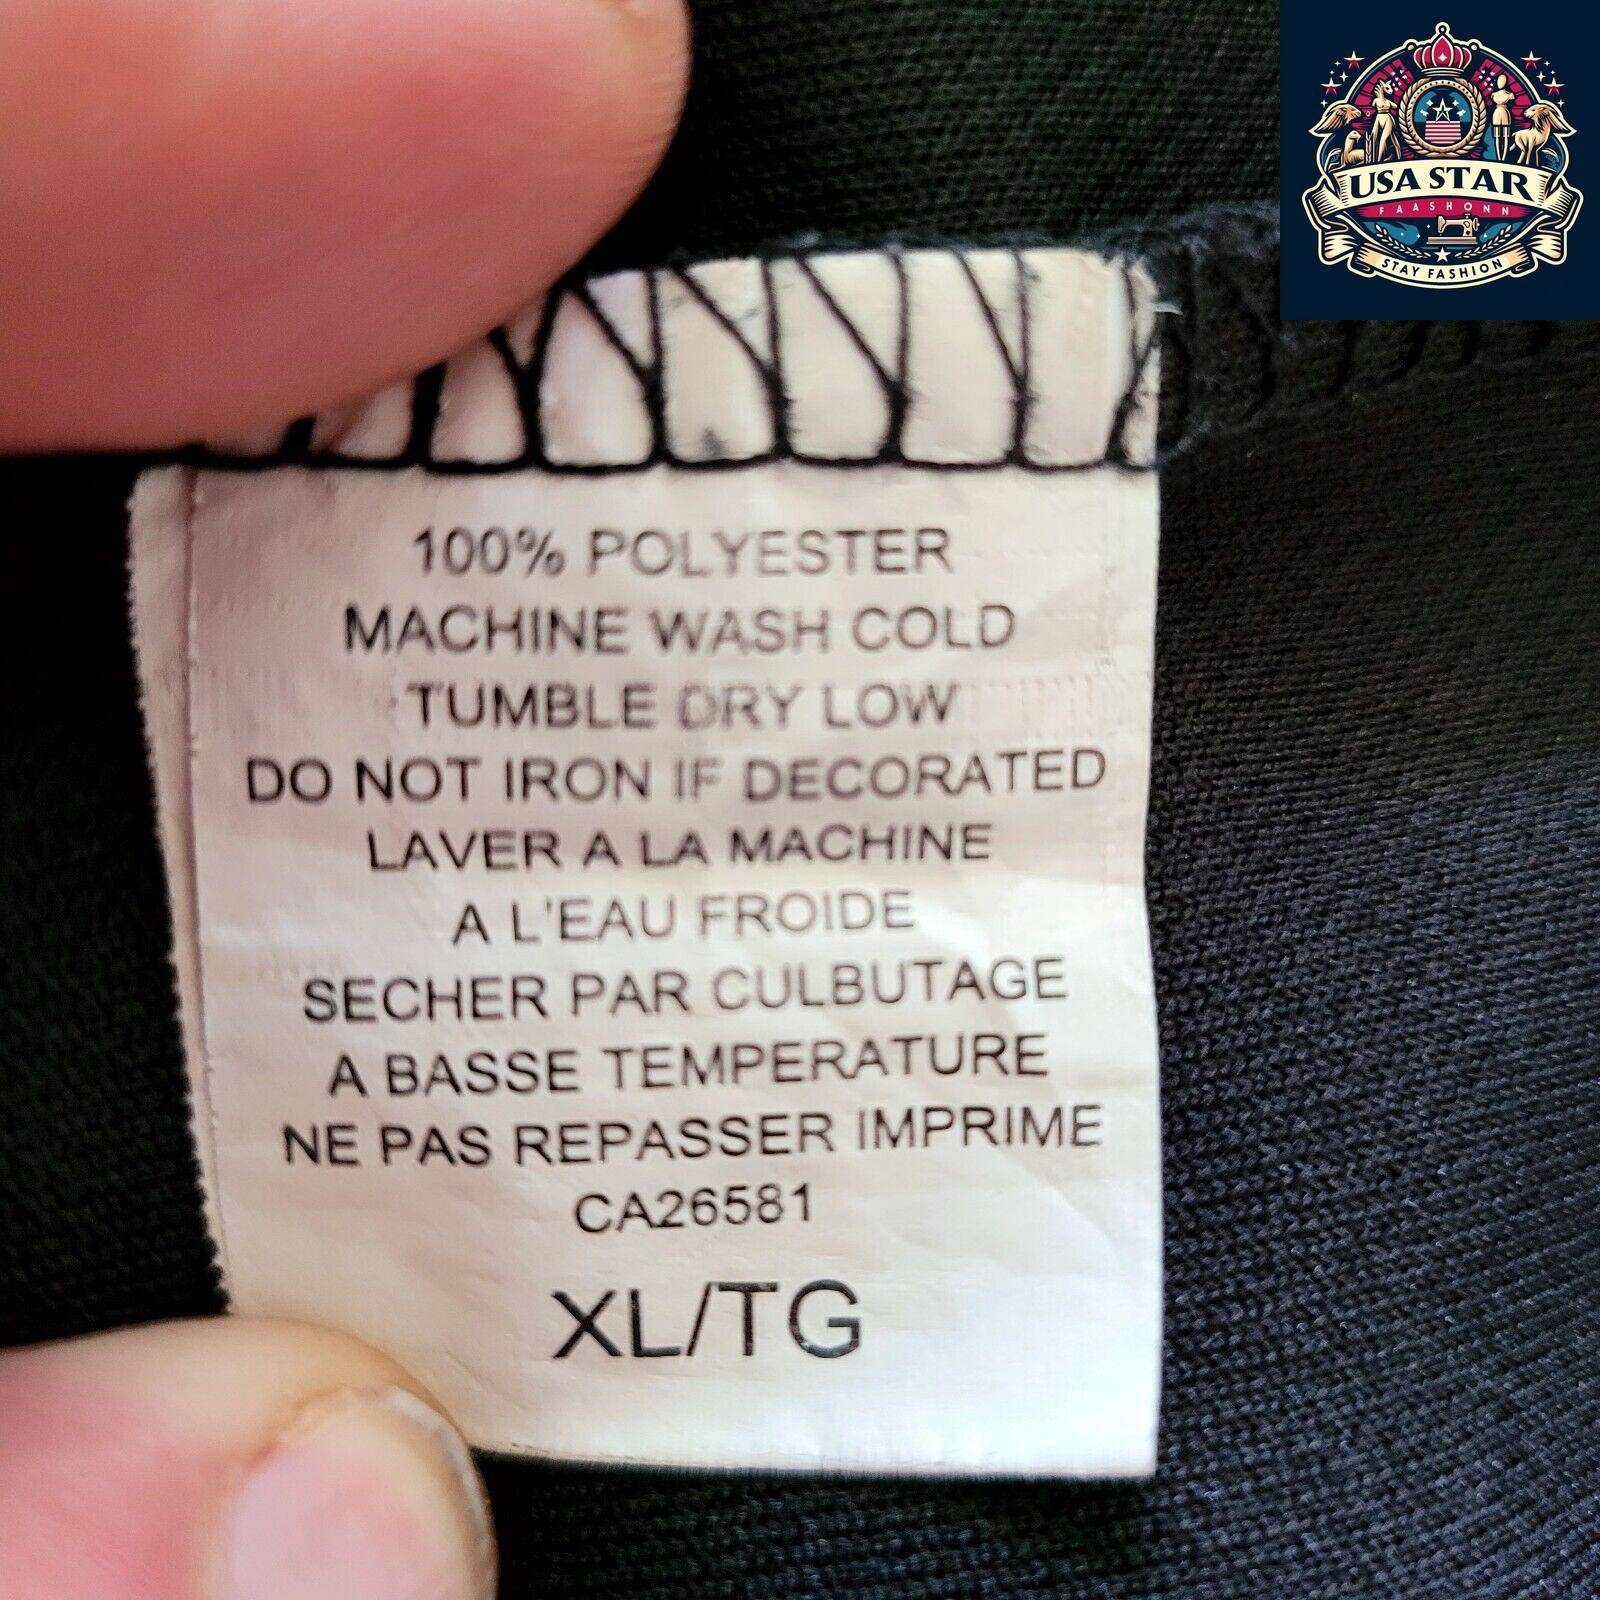 USA STAR
FAASHONN
STAY FASHION
100% POLYESTER
MACHINE WASH COLD
TUMBLE DRY LOW
DO NOT IRON IF DECORATED
LAVER A LA MACHINE
A L'EAU FROIDE
SECHER PAR CULBUTAGE
A BASSE TEMPERATURE
NE PAS REPASSER IMPRIME
CA26581
XL/TG